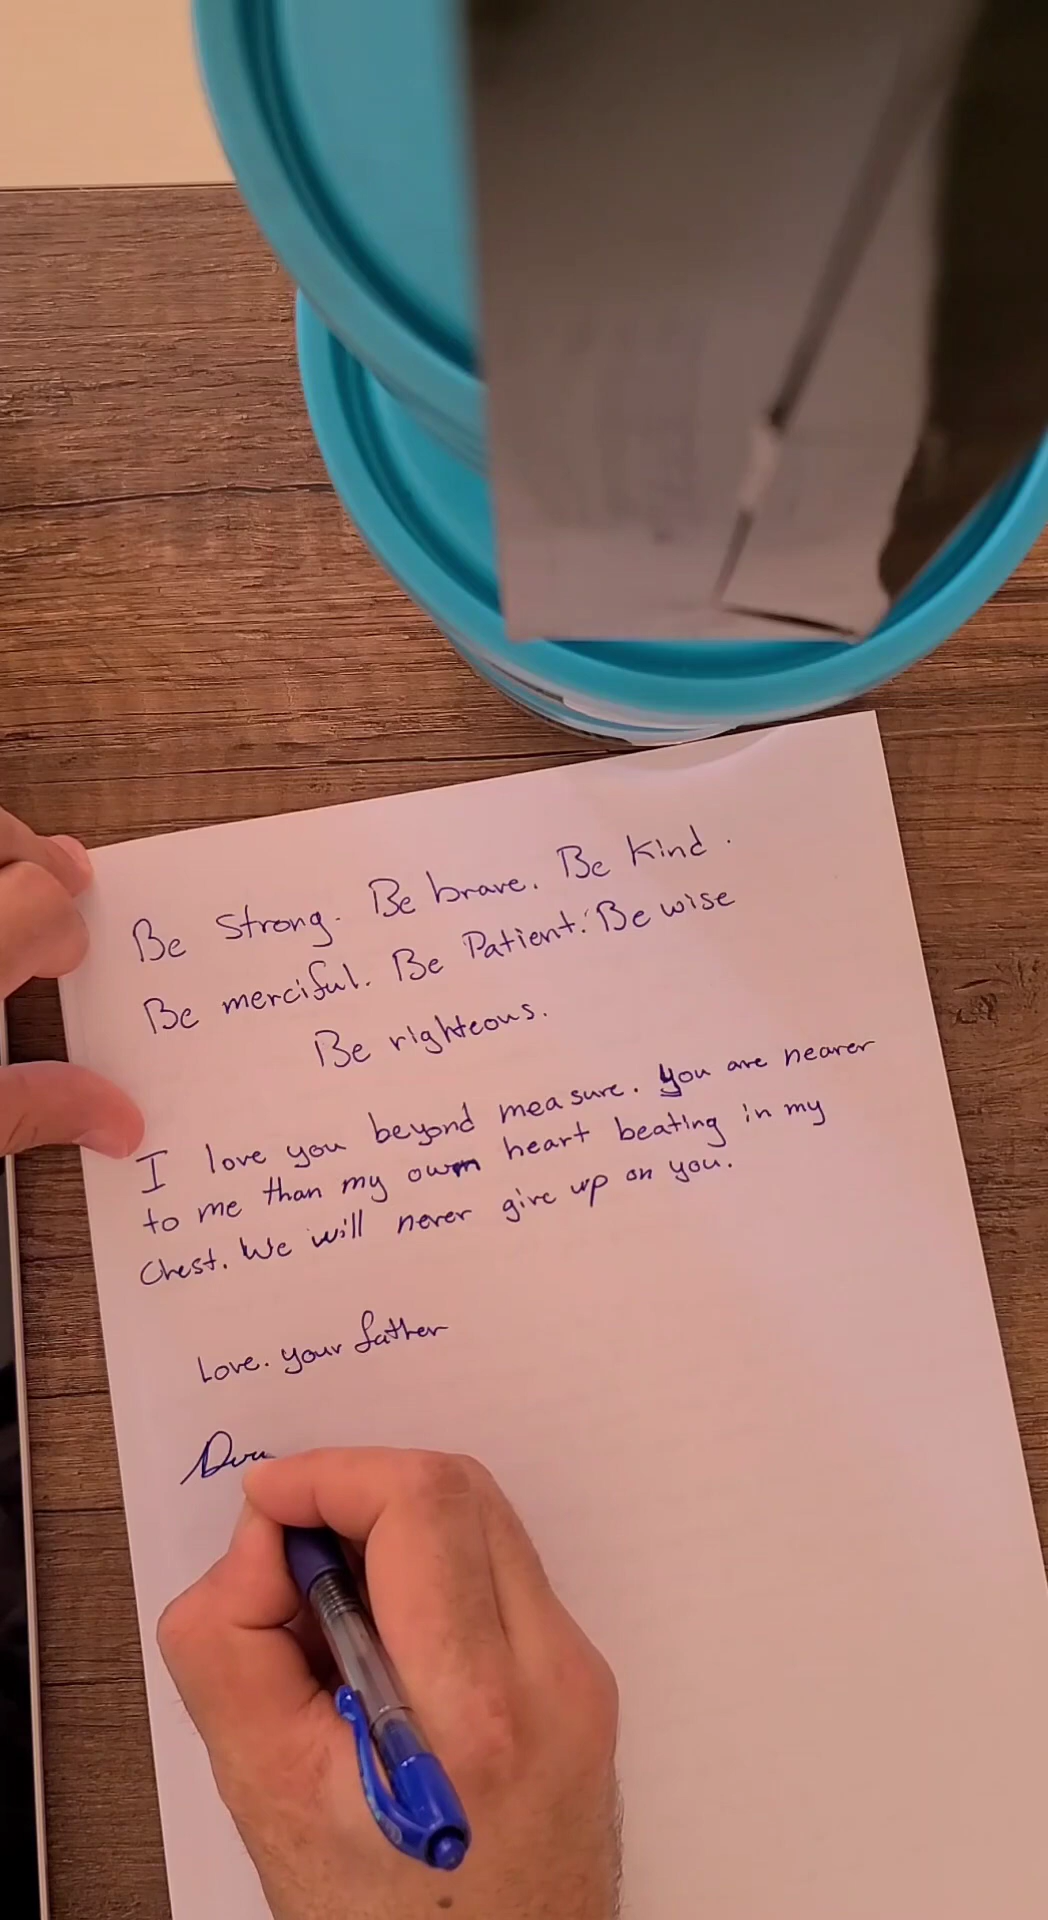 Be Strong. Be brave. Be kind.
Be merciful. Be Patient. Be wise
Be righteous.
I love you beyond measure. You are nearer
to me than my own heart beating in my
Chest. We will never give up on you.
Love. your father